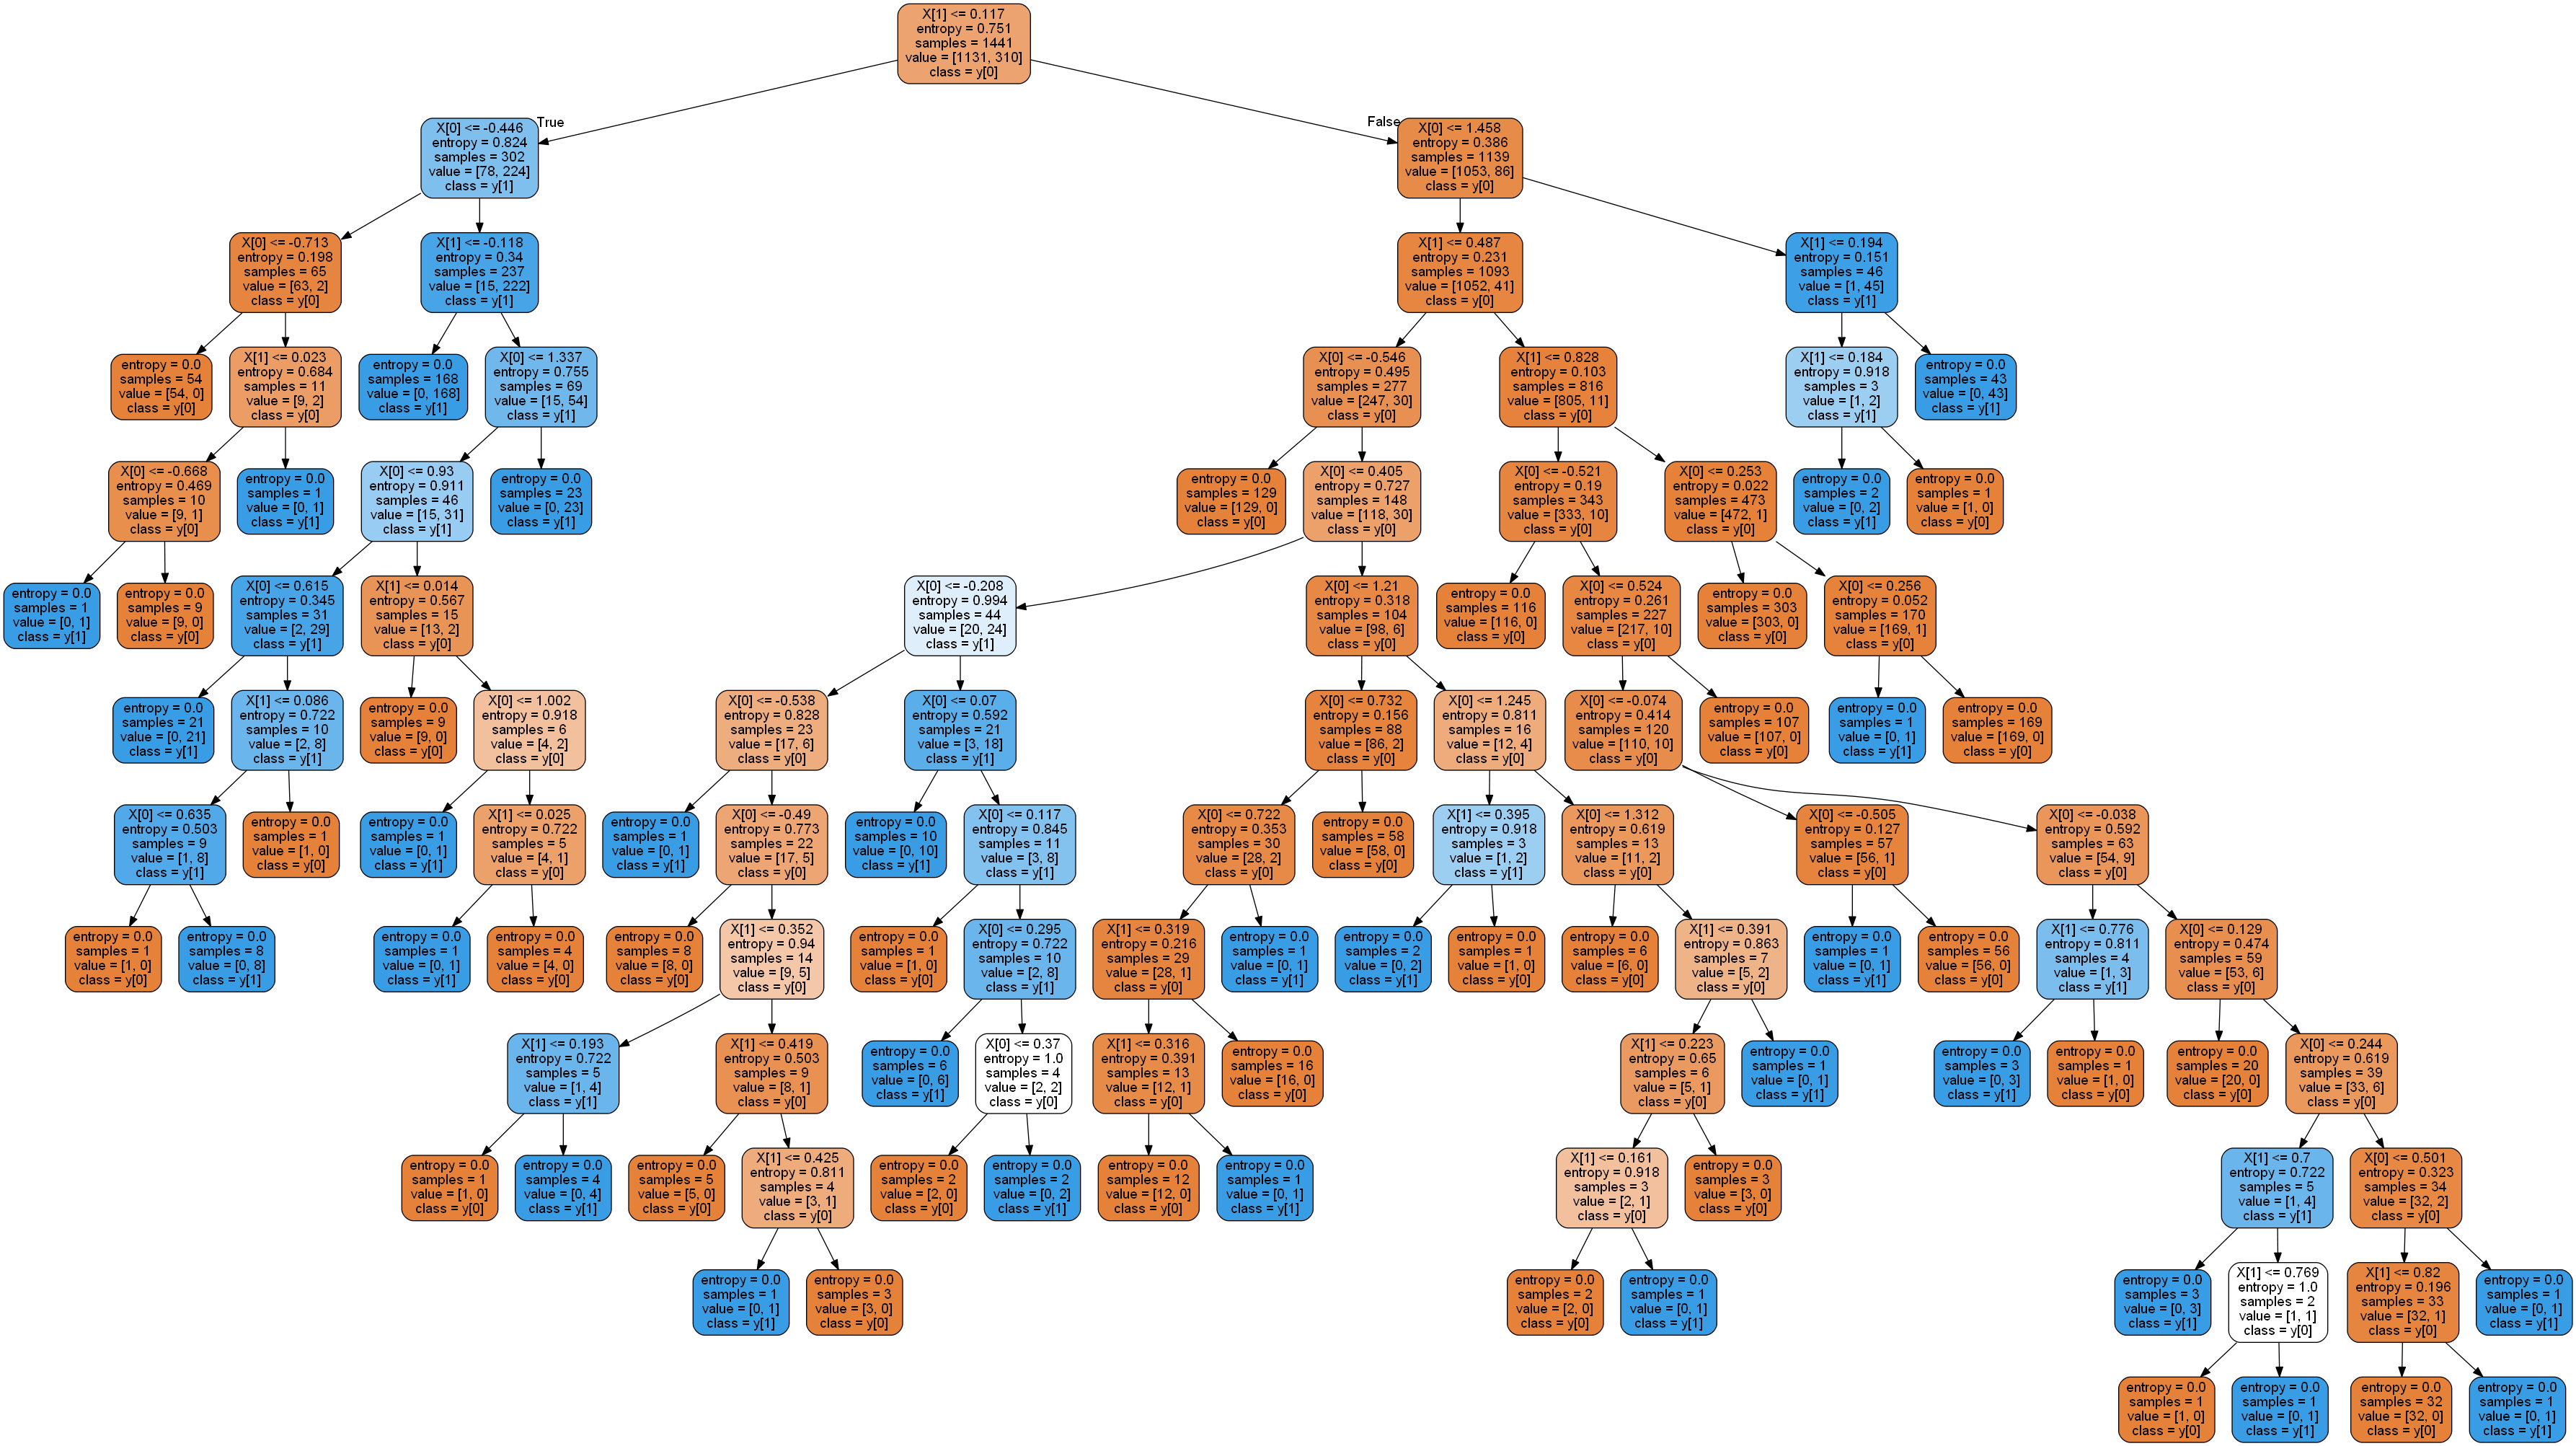 X[1] <= 0.117
entropy = 0.751
samples = 1441
value = [1131, 310]
class = y[0]
True
False
X[0] <= -0.446
entropy = 0.824
samples = 302
value = [78, 224]
class = y[1]
X[0] <= 1.458
entropy = 0.386
samples = 1139
value = [1053, 86]
class = y[0]
X[0] <= -0.713
entropy = 0.198
samples = 65
value = [63, 2]
class = y[0]
X[1] <= -0.118
entropy = 0.34
samples = 237
value = [15, 222]
class = y[1]
X[1] <= 0.487
entropy = 0.231
samples = 1093
value = [1052, 41]
class = y[0]
X[1] <= 0.194
entropy = 0.151
samples = 46
value = [1, 45]
class = y[1]
entropy = 0.0
samples = 54
value = [54, 0]
class = y[0]
X[1] <= 0.023
entropy = 0.684
samples = 11
value = [9, 2]
class = y[0]
entropy = 0.0
samples = 168
value = [0, 168]
class = y[1]
X[0] <= 1.337
entropy = 0.755
samples = 69
value = [15, 54]
class = y[1]
X[0] <= -0.546
entropy = 0.495
samples = 277
value = [247, 30]
class = y[0]
X[1] <= 0.828
entropy = 0.103
samples = 816
value = [805, 11]
class = y[0]
X[1] <= 0.184
entropy = 0.918
samples = 3
value = [1, 2]
class = y[1]
entropy = 0.0
samples = 43
value = [0, 43]
class = y[1]
X[0] <= -0.668
entropy = 0.469
samples = 10
value = [9, 1]
class = y[0]
entropy = 0.0
samples = 1
value = [0, 1]
class = y[1]
X[0] <= 0.93
entropy = 0.911
samples = 46
value = [15, 31]
class = y[1]
entropy = 0.0
samples = 23
value = [0, 23]
class = y[1]
entropy = 0.0
samples = 129
value = [129, 0]
class = y[0]
X[0] <= 0.405
entropy = 0.727
samples = 148
value = [118, 30]
class = y[0]
X[0] <= -0.521
entropy = 0.19
samples = 343
value = [333, 10]
class = y[0]
X[0] <= 0.253
entropy = 0.022
samples = 473
value = [472, 1]
class = y[0]
entropy = 0.0
samples = 2
value = [0, 2]
class = y[1]
entropy = 0.0
samples = 1
value = [1, 0]
class = y[0]
entropy = 0.0
samples = 1
value = [0, 1]
class = y[1]
entropy = 0.0
samples = 9
value = [9, 0]
class = y[0]
X[0] <= 0.615
entropy = 0.345
samples = 31
value = [2, 29]
class = y[1]
X[1] <= 0.014
entropy = 0.567
samples = 15
value = [13, 2]
class = y[0]
X[0] <= -0.208
entropy = 0.994
samples = 44
value = [20, 24]
class = y[1]
X[0] <= 1.21
entropy = 0.318
samples = 104
value = [98, 6]
class = y[0]
entropy = 0.0
samples = 116
value = [116, 0]
class = y[0]
X[0] <= 0.524
entropy = 0.261
samples = 227
value = [217, 10]
class = y[0]
entropy = 0.0
samples = 303
value = [303, 0]
class = y[0]
X[0] <= 0.256
entropy = 0.052
samples = 170
value = [169, 1]
class = y[0]
entropy = 0.0
samples = 21
value = [0, 21]
class = y[1]
X[1] <= 0.086
entropy = 0.722
samples = 10
value = [2, 8]
class = y[1]
entropy = 0.0
samples = 9
value = [9, 0]
class = y[0]
X[0] <= 1.002
entropy = 0.918
samples = 6
value = [4, 2]
class = y[0]
X[0] <= -0.538
entropy = 0.828
samples = 23
value = [17, 6]
class = y[0]
X[0] <= 0.07
entropy = 0.592
samples = 21
value = [3, 18]
class = y[1]
X[0] <= 0.732
entropy = 0.156
samples = 88
value = [86, 2]
class = y[0]
X[0] <= 1.245
entropy = 0.811
samples = 16
value = [12, 4]
class = y[0]
X[0] <= -0.074
entropy = 0.414
samples = 120
value = [110, 10]
class = y[0]
entropy = 0.0
samples = 107
value = [107, 0]
class = y[0]
entropy = 0.0
samples = 1
value = [0, 1]
class = y[1]
entropy = 0.0
samples = 169
value = [169, 0]
class = y[0]
X[0] <= 0.635
entropy = 0.503
samples = 9
value = [1, 8]
class = y[1]
entropy = 0.0
samples = 1
value = [1, 0]
class = y[0]
entropy = 0.0
samples = 1
value = [0, 1]
class = y[1]
X[1] <= 0.025
entropy = 0.722
samples = 5
value = [4, 1]
class = y[0]
entropy = 0.0
samples = 1
value = [0, 1]
class = y[1]
X[0] <= -0.49
entropy = 0.773
samples = 22
value = [17, 5]
class = y[0]
entropy = 0.0
samples = 10
value = [0, 10]
class = y[1]
X[0] <= 0.117
entropy = 0.845
samples = 11
value = [3, 8]
class = y[1]
X[0] <= 0.722
entropy = 0.353
samples = 30
value = [28, 2]
class = y[0]
entropy = 0.0
samples = 58
value = [58, 0]
class = y[0]
X[1] <= 0.395
entropy = 0.918
samples = 3
value = [1, 2]
class = y[1]
X[0] <= 1.312
entropy = 0.619
samples = 13
value = [11, 2]
class = y[0]
X[0] <= -0.505
entropy = 0.127
samples = 57
value = [56, 1]
class = y[0]
X[0] <= -0.038
entropy = 0.592
samples = 63
value = [54, 9]
class = y[0]
entropy = 0.0
samples = 1
value = [1, 0]
class = y[0]
entropy = 0.0
samples = 8
value = [0, 8]
class = y[1]
entropy = 0.0
samples = 1
value = [0, 1]
class = y[1]
entropy = 0.0
samples = 4
value = [4, 0]
class = y[0]
entropy = 0.0
samples = 8
value = [8, 0]
class = y[0]
X[1] <= 0.352
entropy = 0.94
samples = 14
value = [9, 5]
class = y[0]
entropy = 0.0
samples = 1
value = [1, 0]
class = y[0]
X[0] <= 0.295
entropy = 0.722
samples = 10
value = [2, 8]
class = y[1]
X[1] <= 0.319
entropy = 0.216
samples = 29
value = [28, 1]
class = y[0]
entropy = 0.0
samples = 1
value = [0, 1]
class = y[1]
entropy = 0.0
samples = 2
value = [0, 2]
class = y[1]
entropy = 0.0
samples = 1
value = [1, 0]
class = y[0]
entropy = 0.0
samples = 6
value = [6, 0]
class = y[0]
X[1] <= 0.391
entropy = 0.863
samples = 7
value = [5, 2]
class = y[0]
entropy = 0.0
samples = 1
value = [0, 1]
class = y[1]
entropy = 0.0
samples = 56
value = [56, 0]
class = y[0]
X[1] <= 0.776
entropy = 0.811
samples = 4
value = [1, 3]
class = y[1]
X[0] <= 0.129
entropy = 0.474
samples = 59
value = [53, 6]
class = y[0]
X[1] <= 0.193
entropy = 0.722
samples = 5
value = [1, 4]
class = y[1]
X[1] <= 0.419
entropy = 0.503
samples = 9
value = [8, 1]
class = y[0]
entropy = 0.0
samples = 6
value = [0, 6]
class = y[1]
X[0] <= 0.37
entropy = 1.0
samples = 4
value = [2, 2]
class = y[0]
X[1] <= 0.316
entropy = 0.391
samples = 13
value = [12, 1]
class = y[0]
entropy = 0.0
samples = 16
value = [16, 0]
class = y[0]
X[1] <= 0.223
entropy = 0.65
samples = 6
value = [5, 1]
class = y[0]
entropy = 0.0
samples = 1
value = [0, 1]
class = y[1]
entropy = 0.0
samples = 3
value = [0, 3]
class = y[1]
entropy = 0.0
samples = 1
value = [1, 0]
class = y[0]
entropy = 0.0
samples = 20
value = [20, 0]
class = y[0]
X[0] <= 0.244
entropy = 0.619
samples = 39
value = [33, 6]
class = y[0]
entropy = 0.0
samples = 1
value = [1, 0]
class = y[0]
entropy = 0.0
samples = 4
value = [0, 4]
class = y[1]
entropy = 0.0
samples = 5
value = [5, 0]
class = y[0]
X[1] <= 0.425
entropy = 0.811
samples = 4
value = [3, 1]
class = y[0]
entropy = 0.0
samples = 2
value = [2, 0]
class = y[0]
entropy = 0.0
samples = 2
value = [0, 2]
class = y[1]
entropy = 0.0
samples = 12
value = [12, 0]
class = y[0]
entropy = 0.0
samples = 1
value = [0, 1]
class = y[1]
X[1] <= 0.161
entropy = 0.918
samples = 3
value = [2, 1]
class = y[0]
entropy = 0.0
samples = 3
value = [3, 0]
class = y[0]
X[1] <= 0.7
entropy = 0.722
samples = 5
value = [1, 4]
class = y[1]
X[0] <= 0.501
entropy = 0.323
samples = 34
value = [32, 2]
class = y[0]
entropy = 0.0
samples = 1
value = [0, 1]
class = y[1]
entropy = 0.0
samples = 3
value = [3, 0]
class = y[0]
entropy = 0.0
samples = 2
value = [2, 0]
class = y[0]
entropy = 0.0
samples = 1
value = [0, 1]
class = y[1]
entropy = 0.0
samples = 3
value = [0, 3]
class = y[1]
X[1] <= 0.769
entropy = 1.0
samples = 2
value = [1, 1]
class = y[0]
X[1] <= 0.82
entropy = 0.196
samples = 33
value = [32, 1]
class = y[0]
entropy = 0.0
samples = 1
value = [0, 1]
class = y[1]
entropy = 0.0
samples = 1
value = [1, 0]
class = y[0]
entropy = 0.0
samples = 1
value = [0, 1]
class = y[1]
entropy = 0.0
samples = 32
value = [32, 0]
class = y[0]
entropy = 0.0
samples = 1
value = [0, 1]
class = y[1]